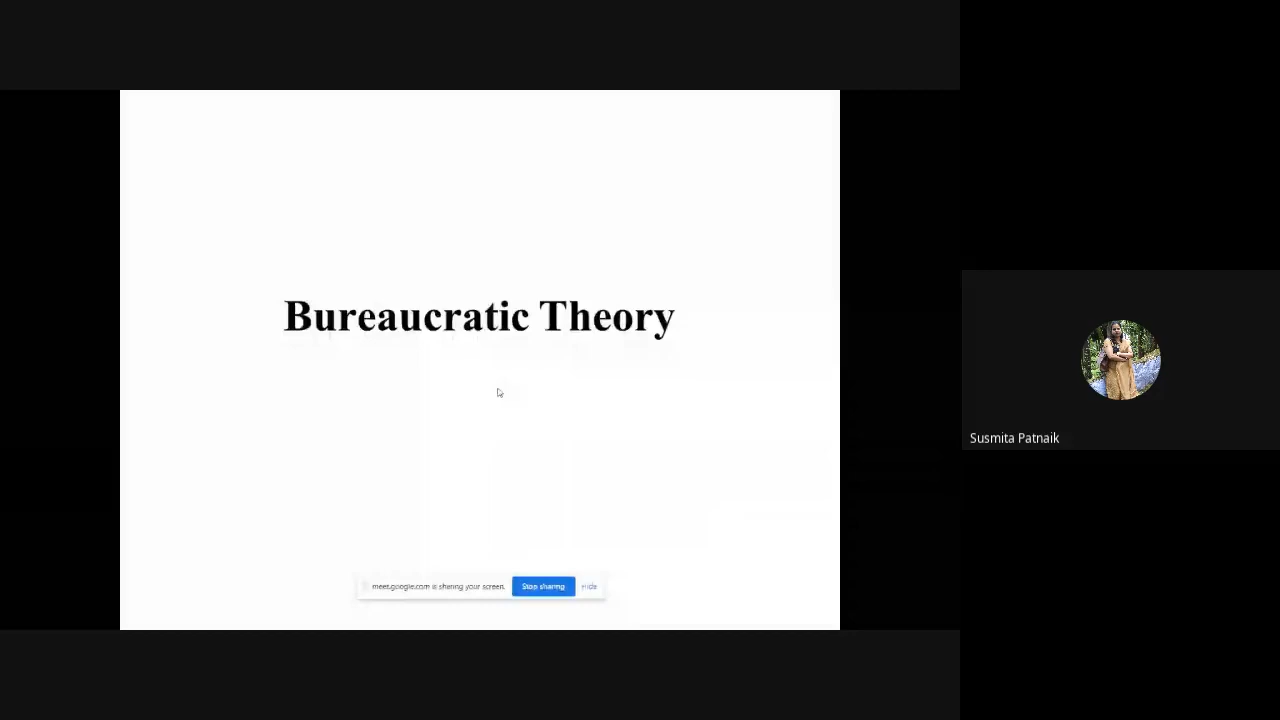 Bureaucratic Theory
meet.google.com is sharing your screen. Stop sharing Hide
Susmita Patnaik